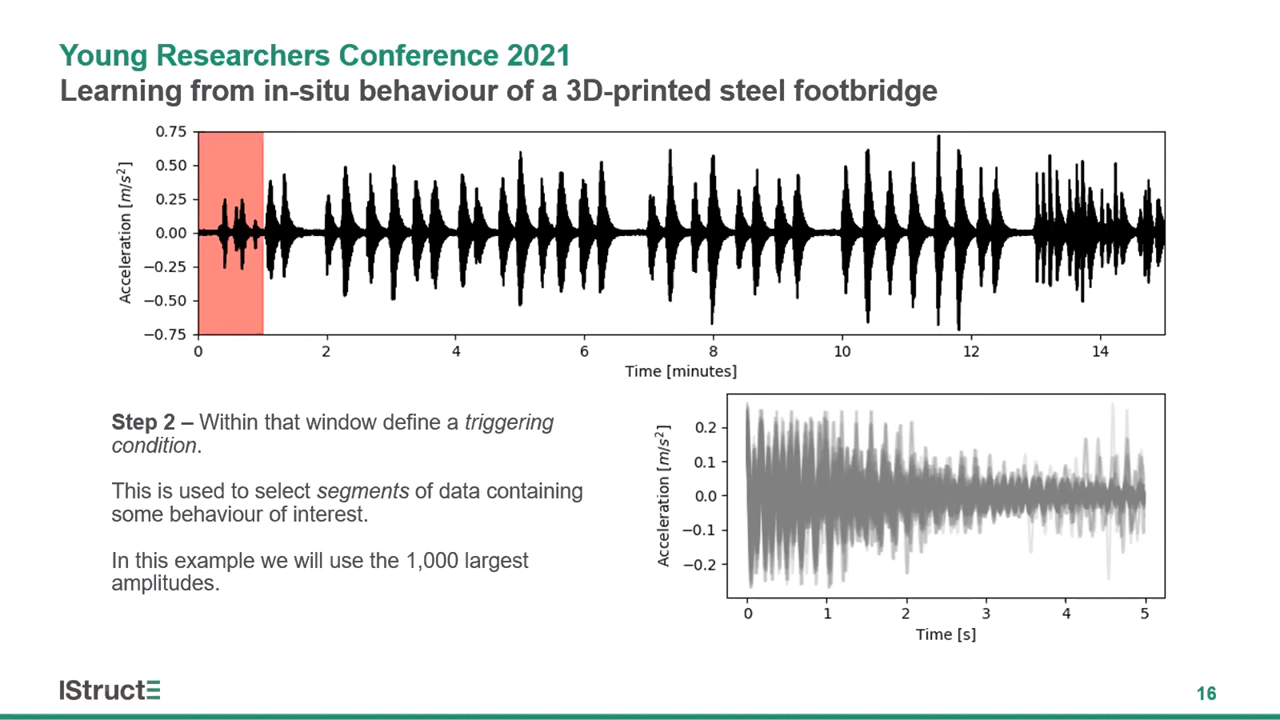 Young Researchers Conference 2021
Learning from in-situ behaviour of a 3D-printed steel footbridge
0.75
0.50
0.25
0.00
−0.25
−0.50
−0.75
Acceleration [m/s²]
0 2 4 6 8 10 12 14
Time [minutes]
Step 2 – Within that window define a triggering
condition.
This is used to select segments of data containing
some behaviour of interest.
In this example we will use the 1,000 largest
amplitudes.
0.2
0.1
0.0
−0.1
−0.2
Acceleration [m/s²]
0 1 2 3 4 5
Time [s]
IStructE
16